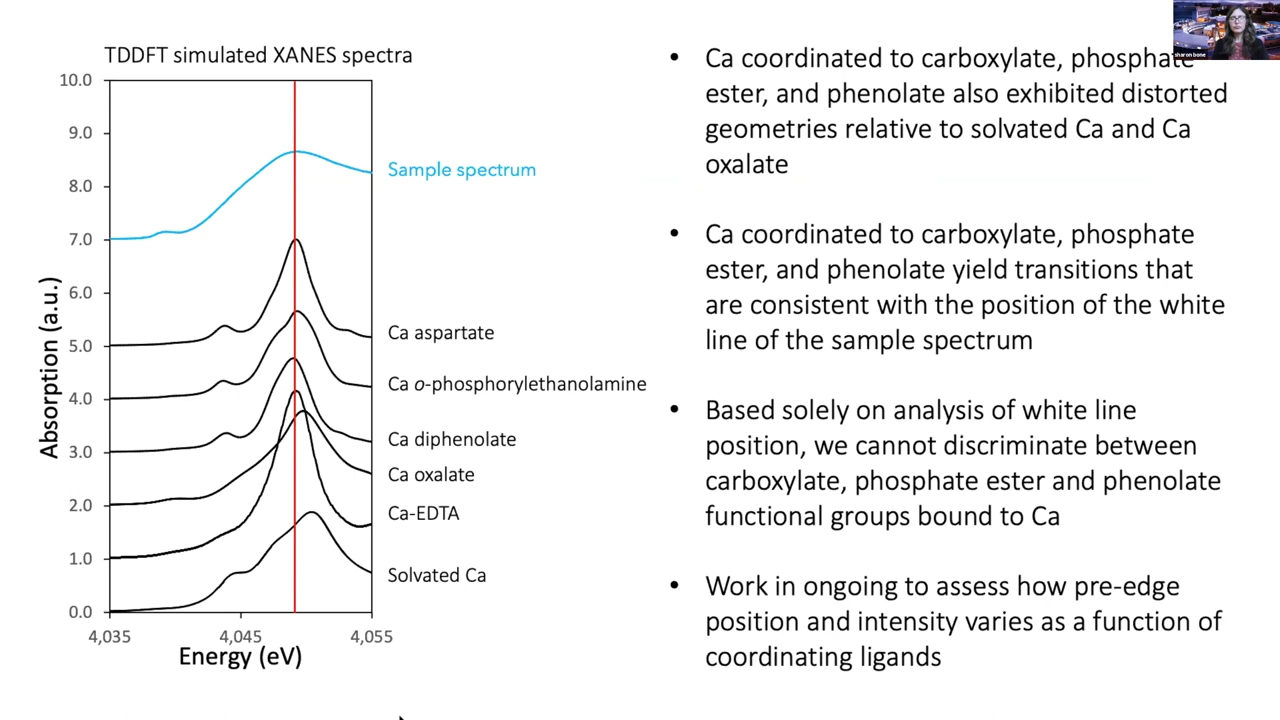 TDDFT simulated XANES spectra
10.0
9.0
8.0
7.0
6.0
5.0
4.0
3.0
2.0
1.0
0.0
Absorption (a.u.)
4,035
4,045
4,055
Energy (eV)
Sample spectrum
Ca aspartate
Ca o-phosphorylethanolamine
Ca diphenolate
Ca oxalate
Ca-EDTA
Solvated Ca
• Ca coordinated to carboxylate, phosphate
ester, and phenolate also exhibited distorted
geometries relative to solvated Ca and Ca
oxalate
• Ca coordinated to carboxylate, phosphate
ester, and phenolate yield transitions that
are consistent with the position of the white
line of the sample spectrum
• Based solely on analysis of white line
position, we cannot discriminate between
carboxylate, phosphate ester and phenolate
functional groups bound to Ca
• Work in ongoing to assess how pre-edge
position and intensity varies as a function of
coordinating ligands
sharon bone